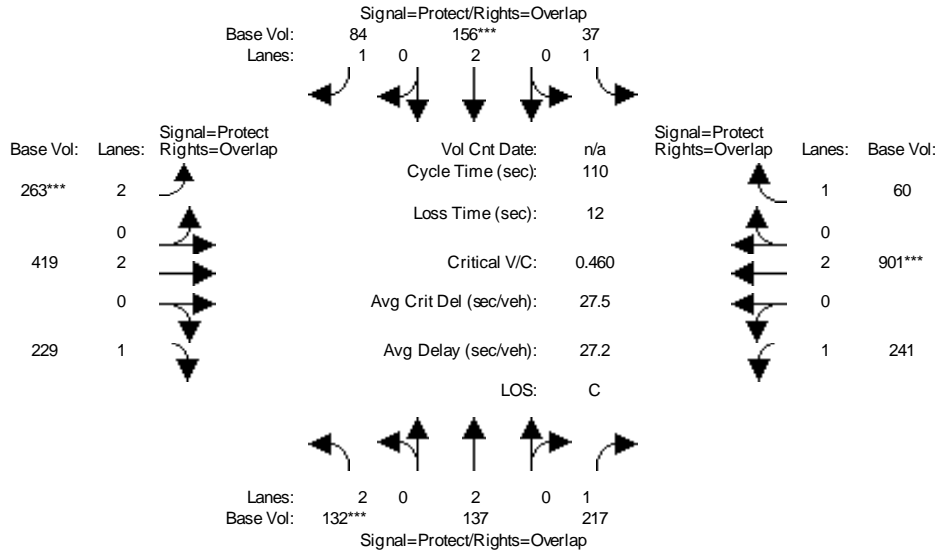 Signal=Protect/Rights=Overlap
Base Vol: 84 156*** 37
Lanes: 1 0 2 0 1
Signal=Protect Signal=Protect
Base Vol: Lanes: Rights=Overlap Vol Cnt Date: n/a Rights=Overlap Lanes: Base Vol:
Cycle Time (sec): 110
263*** 2 1 60
Loss Time (sec): 12
0 0
419 2 Critical V/C: 0.460 2 901***
0 Avg Crit Del (sec/veh): 27.5 0
229 1 Avg Delay (sec/veh): 27.2 1 241
LOS: C
Lanes: 2 0 2 0 1
Base Vol: 132*** 137 217
Signal=Protect/Rights=Overlap